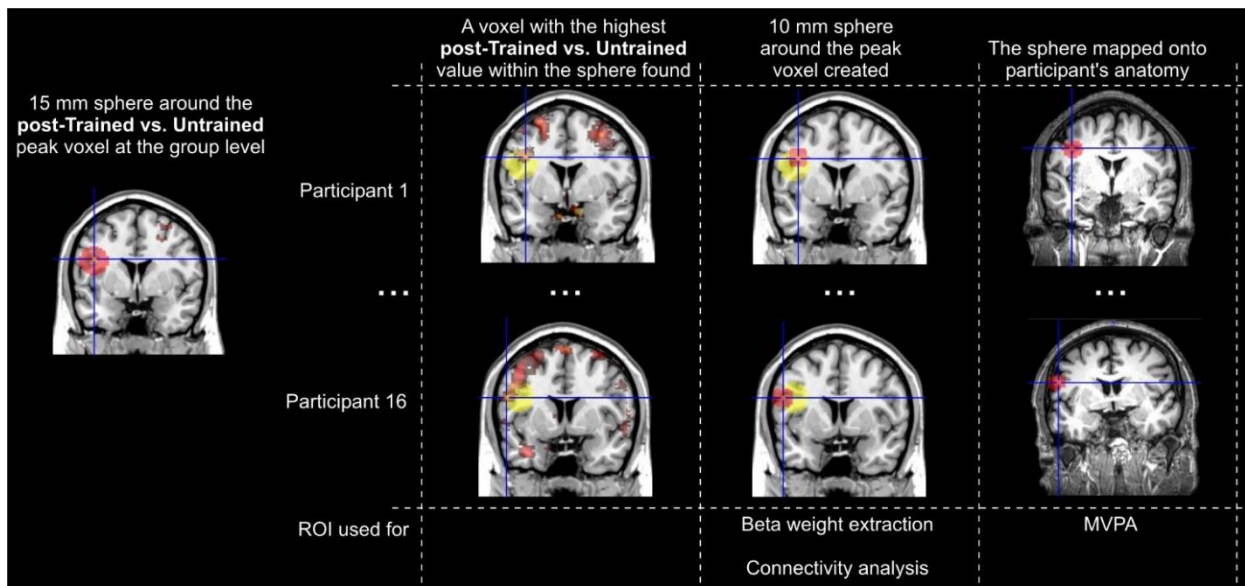 15 mm sphere around the
post-Trained vs. Untrained
peak voxel at the group level
A voxel with the highest
post-Trained vs. Untrained
value within the sphere found
10 mm sphere
around the peak
voxel created
The sphere mapped onto
participant's anatomy
Participant 1
... ... ... ...
Participant 16
ROI used for
Beta weight extraction
Connectivity analysis
MVPA